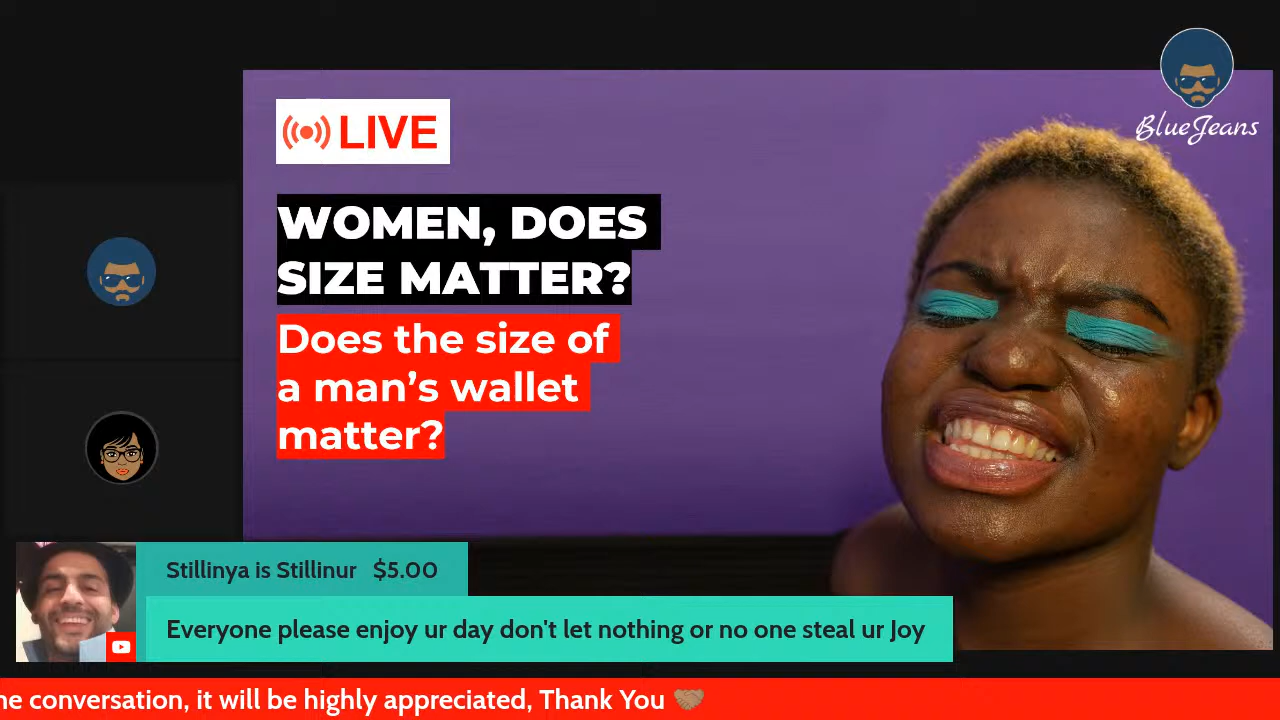 BlueJeans
LIVE
WOMEN, DOES
SIZE MATTER?
Does the size of
a man's wallet
matter?
Stillinya is Stillinur $5.00
Everyone please enjoy ur day don't let nothing or no one steal ur Joy
conversation, it will be highly appreciated, Thank You 🤝🏽